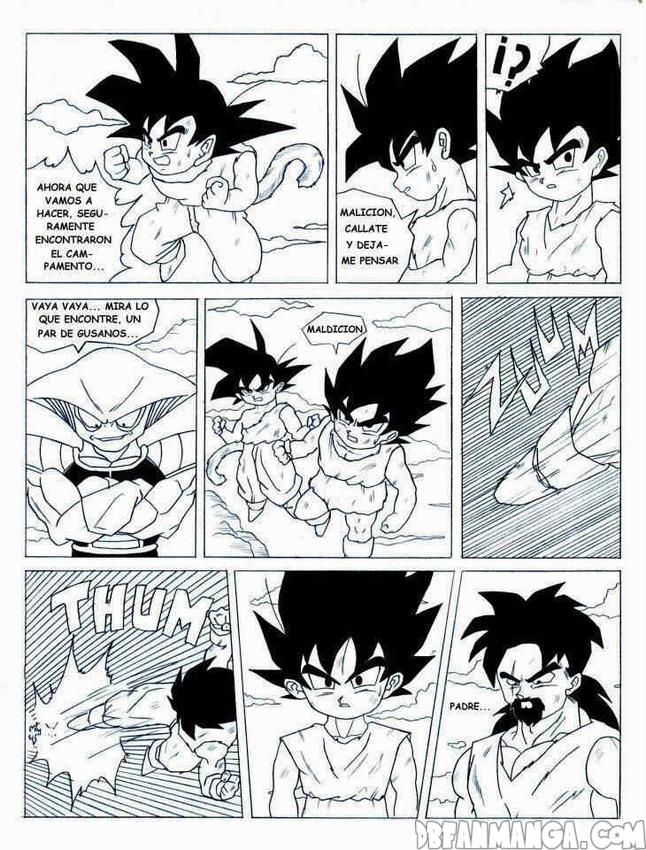 AHORA QUE
VAMOS A
HACER, SEGU-
RAMENTE
ENCONTRARON
EL CAM-
PAMENTO...
MALICION,
CALLATE
Y DEJA-
ME PENSAR
¡?
VAYA VAYA... MIRA LO
QUE ENCONTRE, UN
PAR DE GUSANOS...
MALDICION
ZUUM
THUM
PADRE...
DBFANMANGA.COM